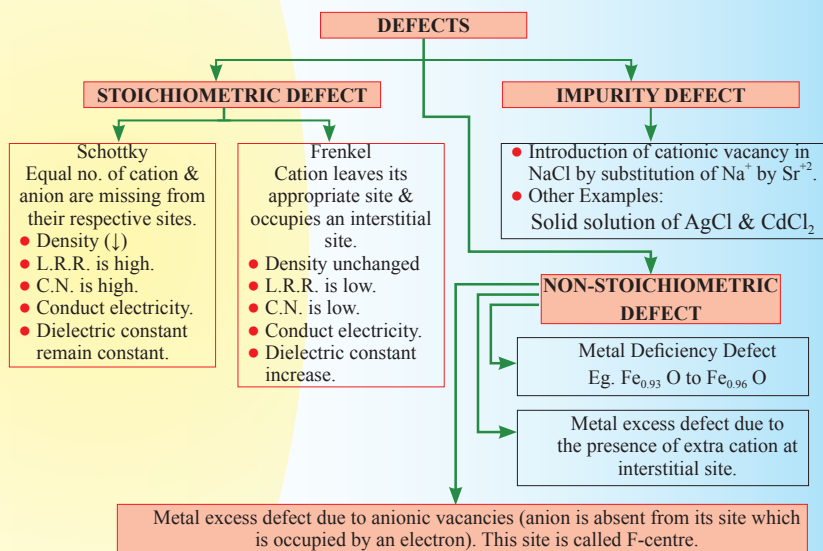 DEFECTS
STOICHIOMETRIC DEFECT
Schottky
Equal no. of cation &
anion are missing from
their respective sites.
● Density (↓)
● L.R.R. is high.
● C.N. is high.
● Conduct electricity.
● Dielectric constant
remain constant.
Frenkel
Cation leaves its
appropriate site &
occupies an interstitial
site.
● Density unchanged
● L.R.R. is low.
● C.N. is low.
● Conduct electricity.
● Dielectric constant
increase.
IMPURITY DEFECT
● Introduction of cationic vacancy in
NaCl by substitution of Na⁺ by Sr⁺².
● Other Examples:
Solid solution of AgCl & CdCl₂
NON-STOICHIOMETRIC
DEFECT
Metal Deficiency Defect
Eg. Fe₀.₉₃ O to Fe₀.₉₆ O
Metal excess defect due to
the presence of extra cation at
interstitial site.
Metal excess defect due to anionic vacancies (anion is absent from its site which
is occupied by an electron). This site is called F-centre.